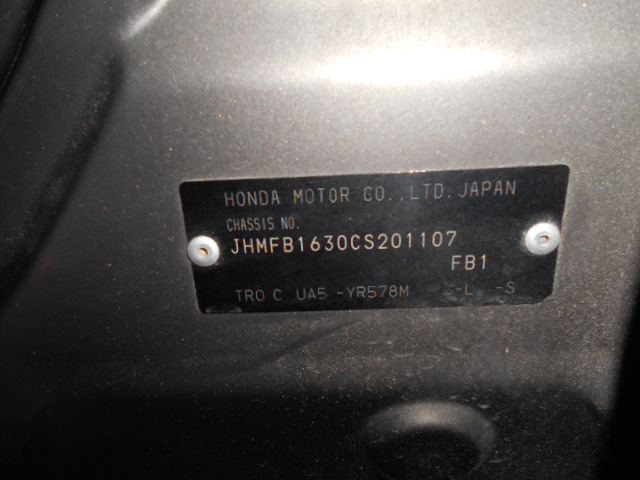 HONDA MOTOR CO.,LTD. JAPAN
CHASSIS NO.
JHMFB1630CS201107
FB1
TRO C UA5 -YR578M -L -S